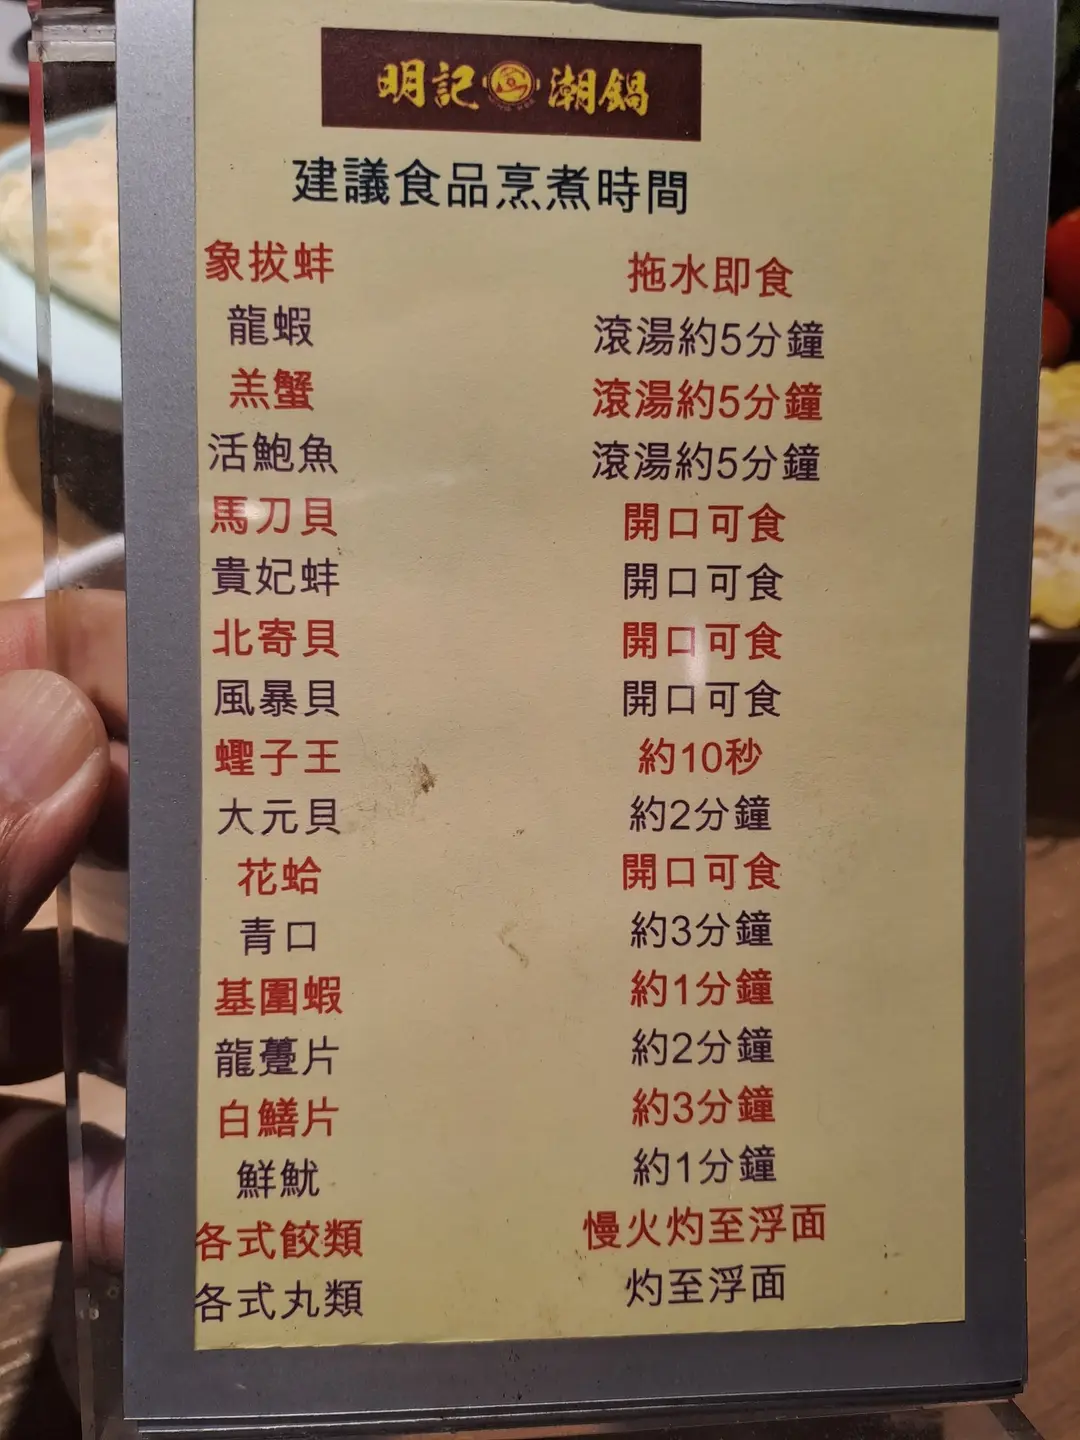 明記 潮鍋
建議食品烹煮時間
象拔蚌 拖水即食
龍蝦 滾湯約5分鐘
羔蟹 滾湯約5分鐘
活鮑魚 滾湯約5分鐘
馬刀貝 開口可食
貴妃蚌 開口可食
北寄貝 開口可食
風暴貝 開口可食
蟶子王 約10秒
大元貝 約2分鐘
花蛤 開口可食
青口 約3分鐘
基圍蝦 約1分鐘
龍躉片 約2分鐘
白鱔片 約3分鐘
鮮魷 約1分鐘
各式餃類 慢火灼至浮面
各式丸類 灼至浮面